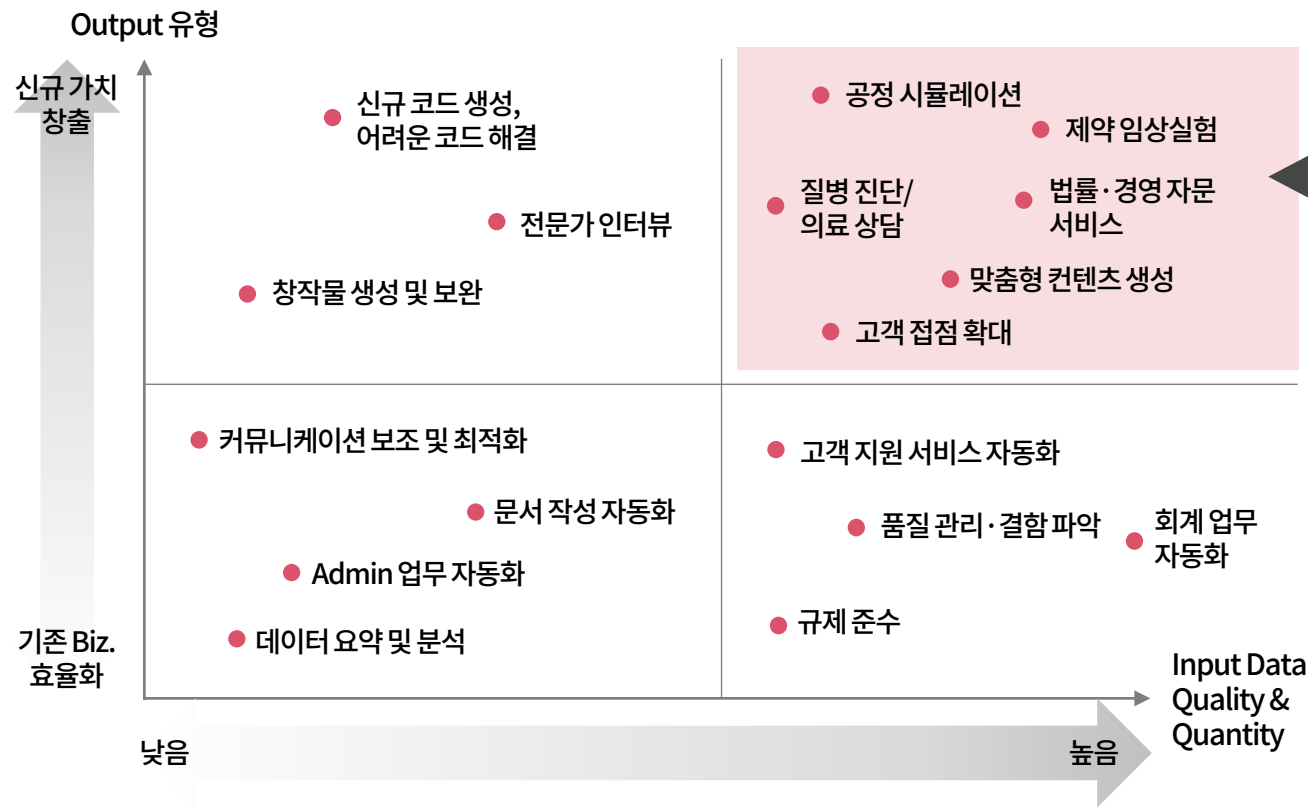 Output 유형
신규 가치
창출
신규 코드 생성,
어려운 코드 해결
전문가 인터뷰
창작물 생성 및 보완
공정 시뮬레이션
제약 임상실험
질병 진단/
의료 상담
법률·경영 자문
서비스
맞춤형 컨텐츠 생성
고객 접점 확대
커뮤니케이션 보조 및 최적화
문서 작성 자동화
Admin 업무 자동화
데이터 요약 및 분석
고객 지원 서비스 자동화
품질 관리·결함 파악
회계 업무
자동화
규제 준수
기존 Biz.
효율화
Input Data
Quality &
Quantity
낮음
높음